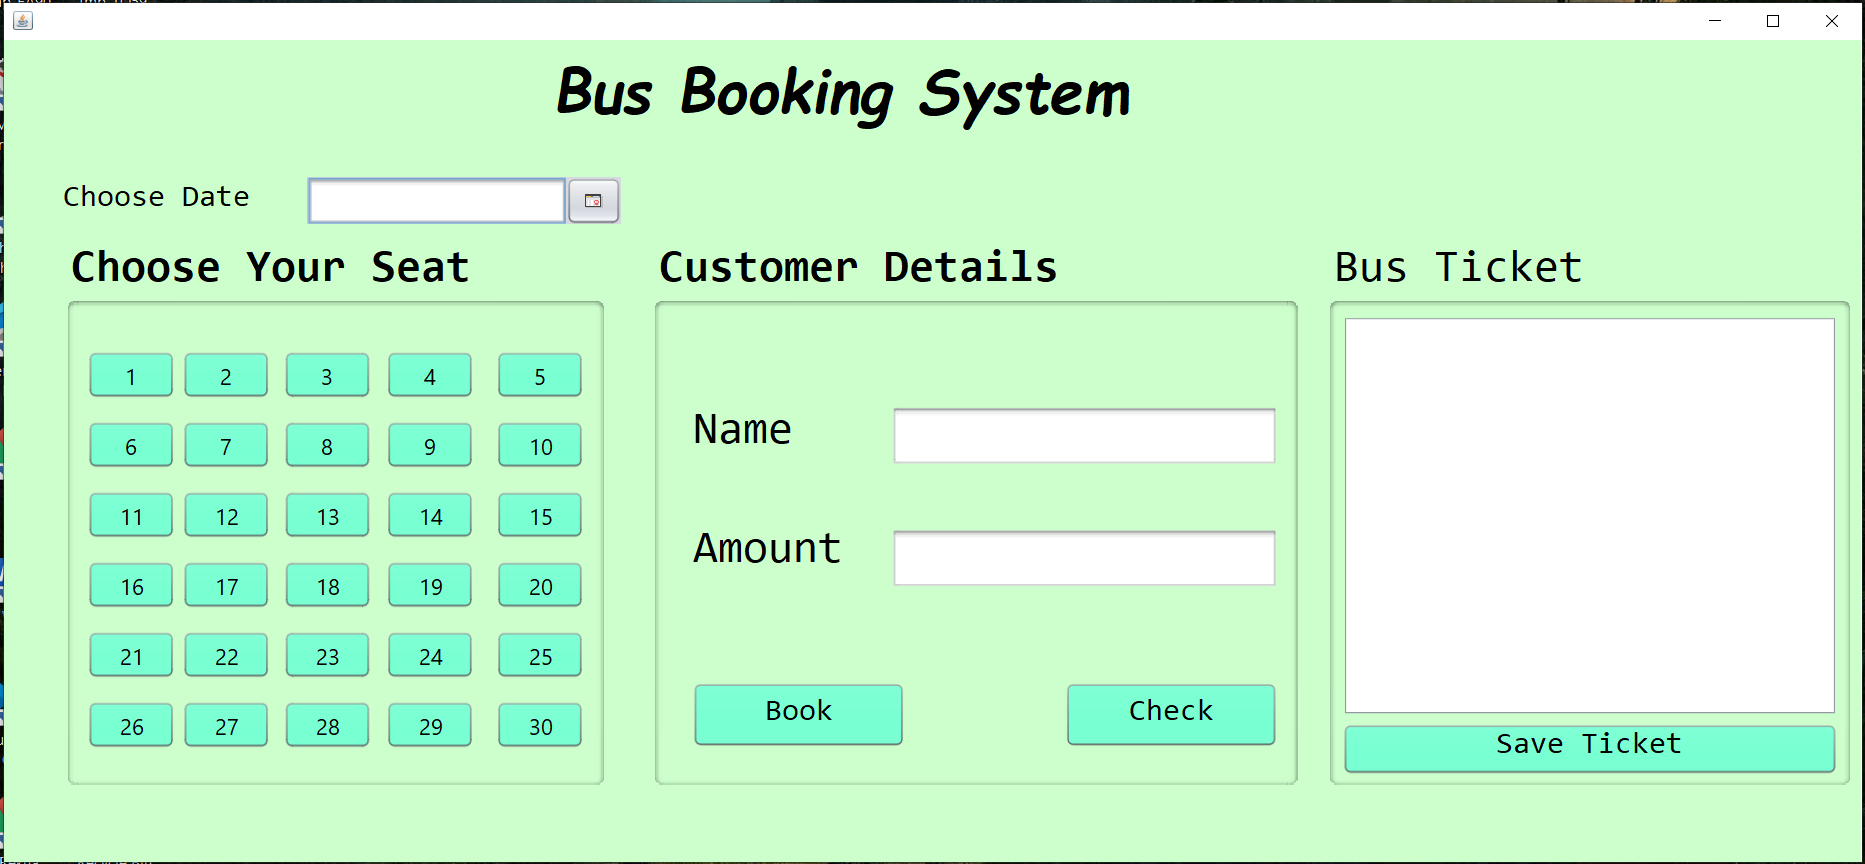 Bus Booking System
Choose Date
Choose Your Seat
Customer Details
Bus Ticket
1 2 3 4 5
6 7 8 9 10
11 12 13 14 15
16 17 18 19 20
21 22 23 24 25
26 27 28 29 30
Name
Amount
Book
Check
Save Ticket